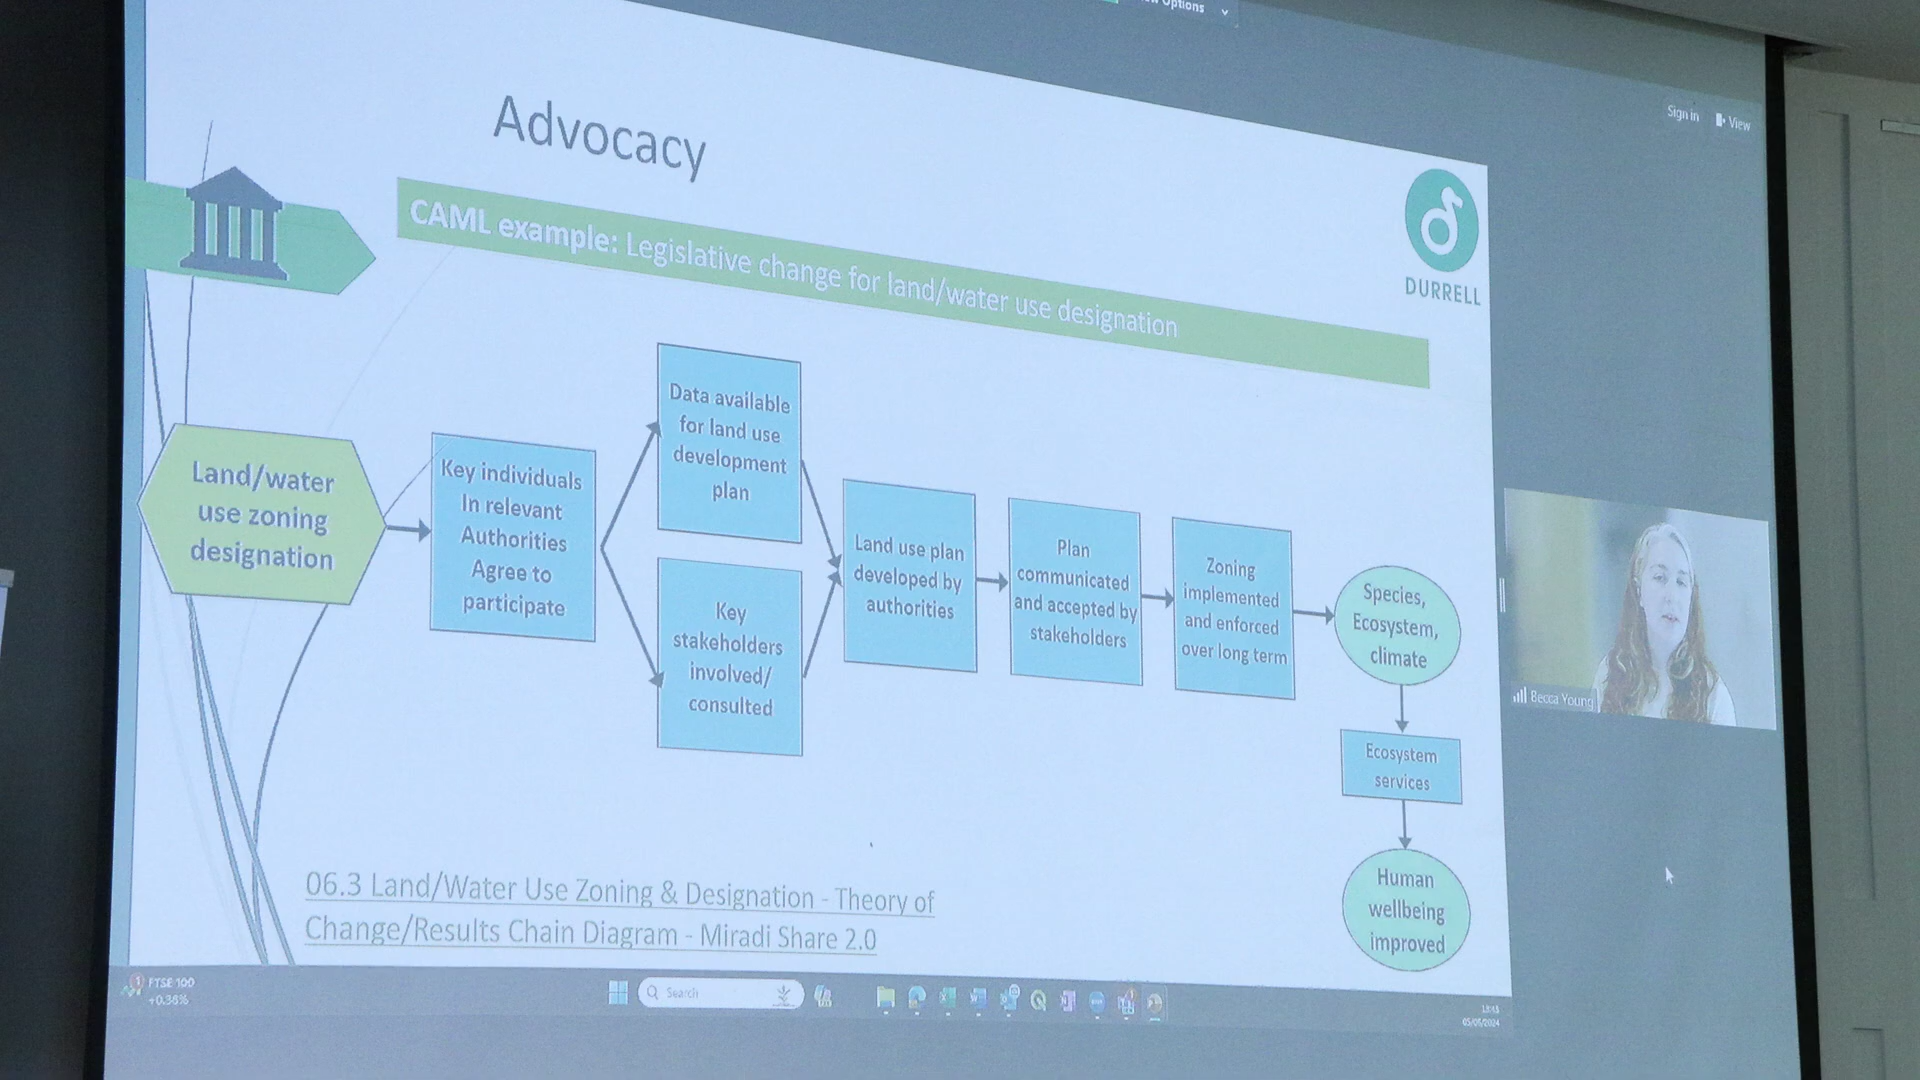 Options
Sign in
View
Advocacy
DURRELL
CAML example: Legislative change for land/water use designation
Land/water
use zoning
designation
Key individuals
In relevant
Authorities
Agree to
participate
Data available
for land use
development
plan
Key
stakeholders
involved/
consulted
Land use plan
developed by
authorities
Plan
communicated
and accepted by
stakeholders
Zoning
implemented
and enforced
over long term
Species,
Ecosystem,
climate
Ecosystem
services
Human
wellbeing
improved
Becca Young
06.3 Land/Water Use Zoning & Designation - Theory of
Change/Results Chain Diagram - Miradi Share 2.0
1
FTSE 100
+0.36%
Search